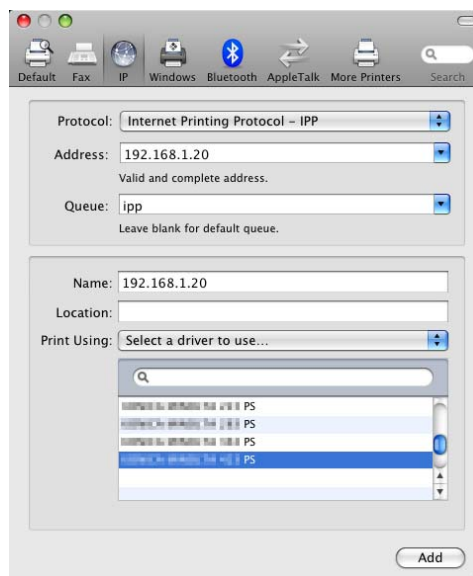 Default Fax IP Windows Bluetooth AppleTalk More Printers Search
Protocol: Internet Printing Protocol – IPP
Address: 192.168.1.20
Valid and complete address.
Queue: ipp
Leave blank for default queue.
Name: 192.168.1.20
Location:
Print Using: Select a driver to use...
PS
PS
PS
PS
Add